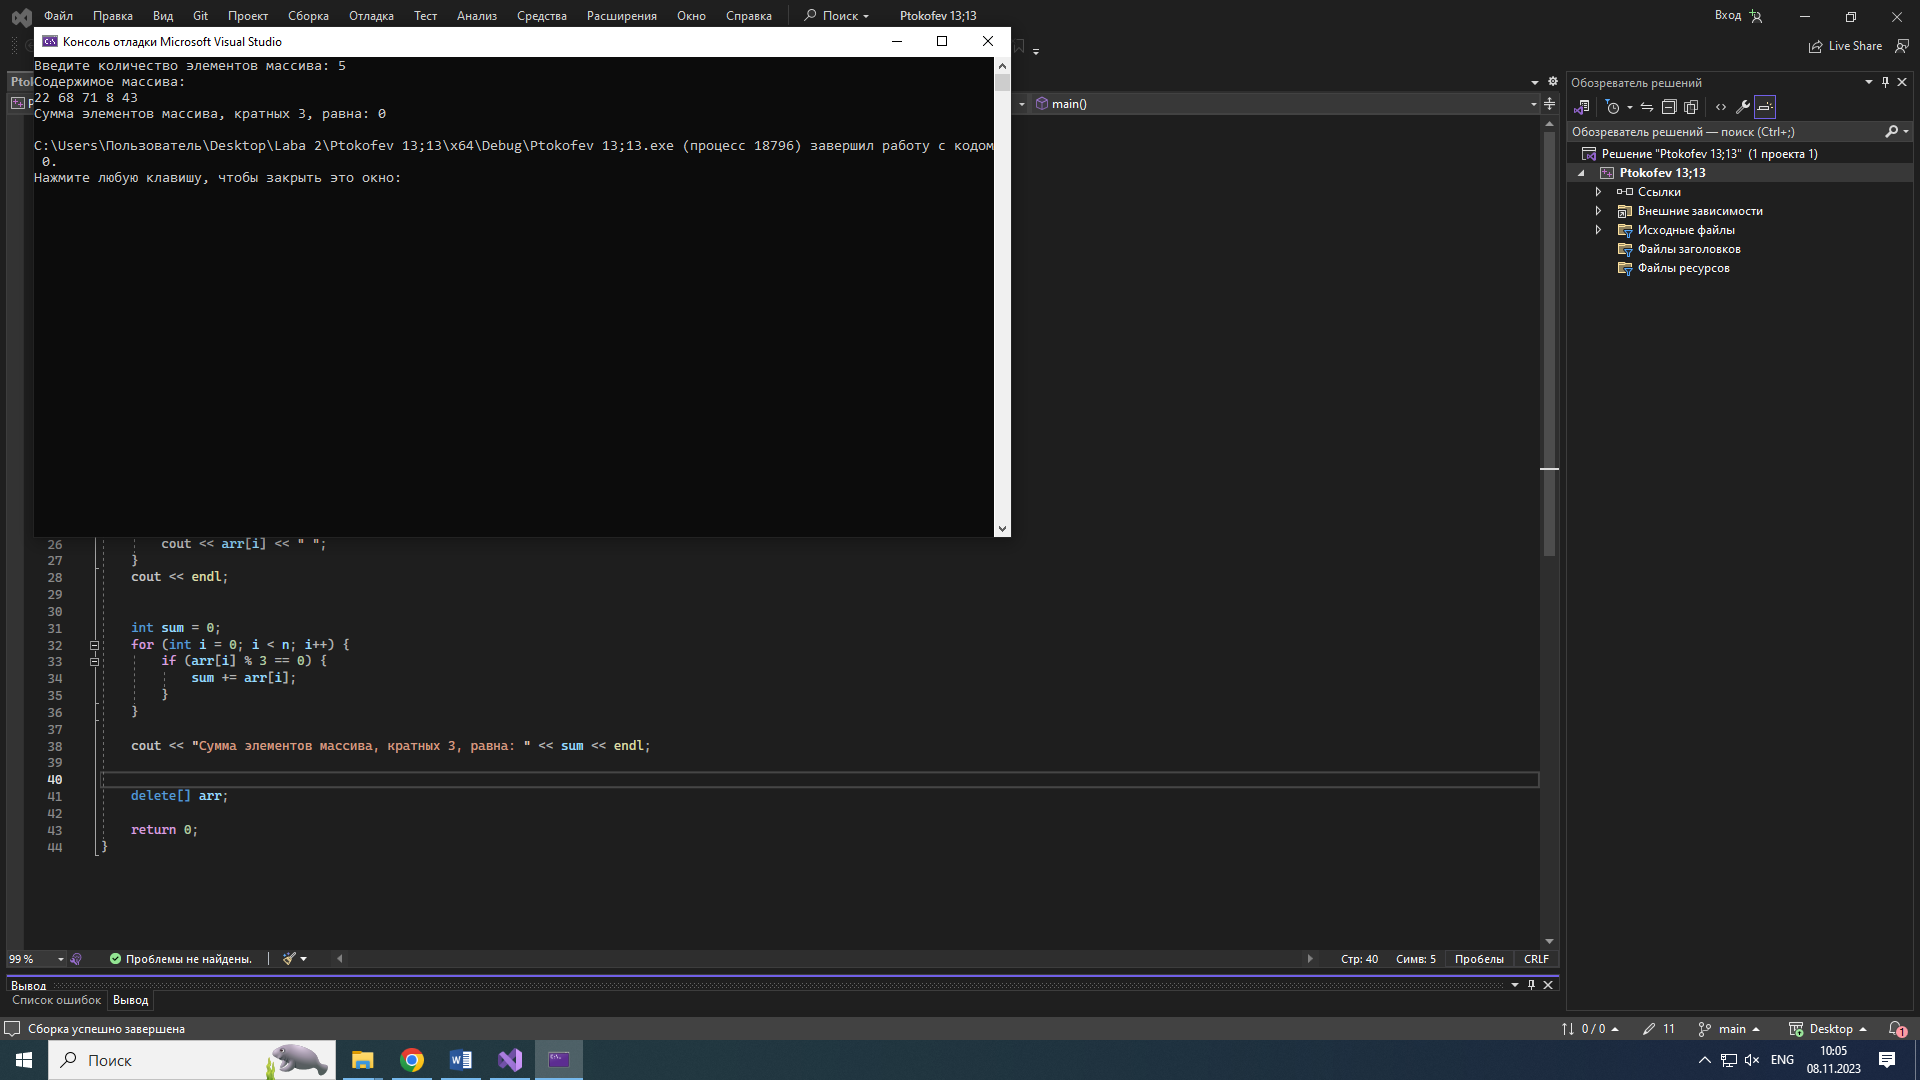 Файл Правка Вид Git Проект Сборка Отладка Тест Анализ Средства Расширения Окно Справка Поиск Ptokofev 13;13 Вход
Консоль отладки Microsoft Visual Studio
Live Share
Введите количество элементов массива: 5
Содержимое массива:
22 68 71 8 43
Сумма элементов массива, кратных 3, равна: 0
C:\Users\Пользователь\Desktop\Laba 2\Ptokofev 13;13\x64\Debug\Ptokofev 13;13.exe (процесс 18796) завершил работу с кодом
0.
Нажмите любую клавишу, чтобы закрыть это окно:
main()
26 cout << arr[i] << " ";
27 }
28 cout << endl;
29
30
31 int sum = 0;
32 for (int i = 0; i < n; i++) {
33 if (arr[i] % 3 == 0) {
34 sum += arr[i];
35 }
36 }
37
38 cout << "Сумма элементов массива, кратных 3, равна: " << sum << endl;
39
40
41 delete[] arr;
42
43 return 0;
44 }
99 % Проблемы не найдены. Стр: 40 Симв: 5 Пробелы CRLF
Вывод
Список ошибок Вывод
Обозреватель решений
Обозреватель решений — поиск (Ctrl+;)
Решение "Ptokofev 13;13" (1 проекта 1)
Ptokofev 13;13
Ссылки
Внешние зависимости
Исходные файлы
Файлы заголовков
Файлы ресурсов
Сборка успешно завершена 0 / 0 11 main Desktop 1
Поиск ENG 10:05
08.11.2023